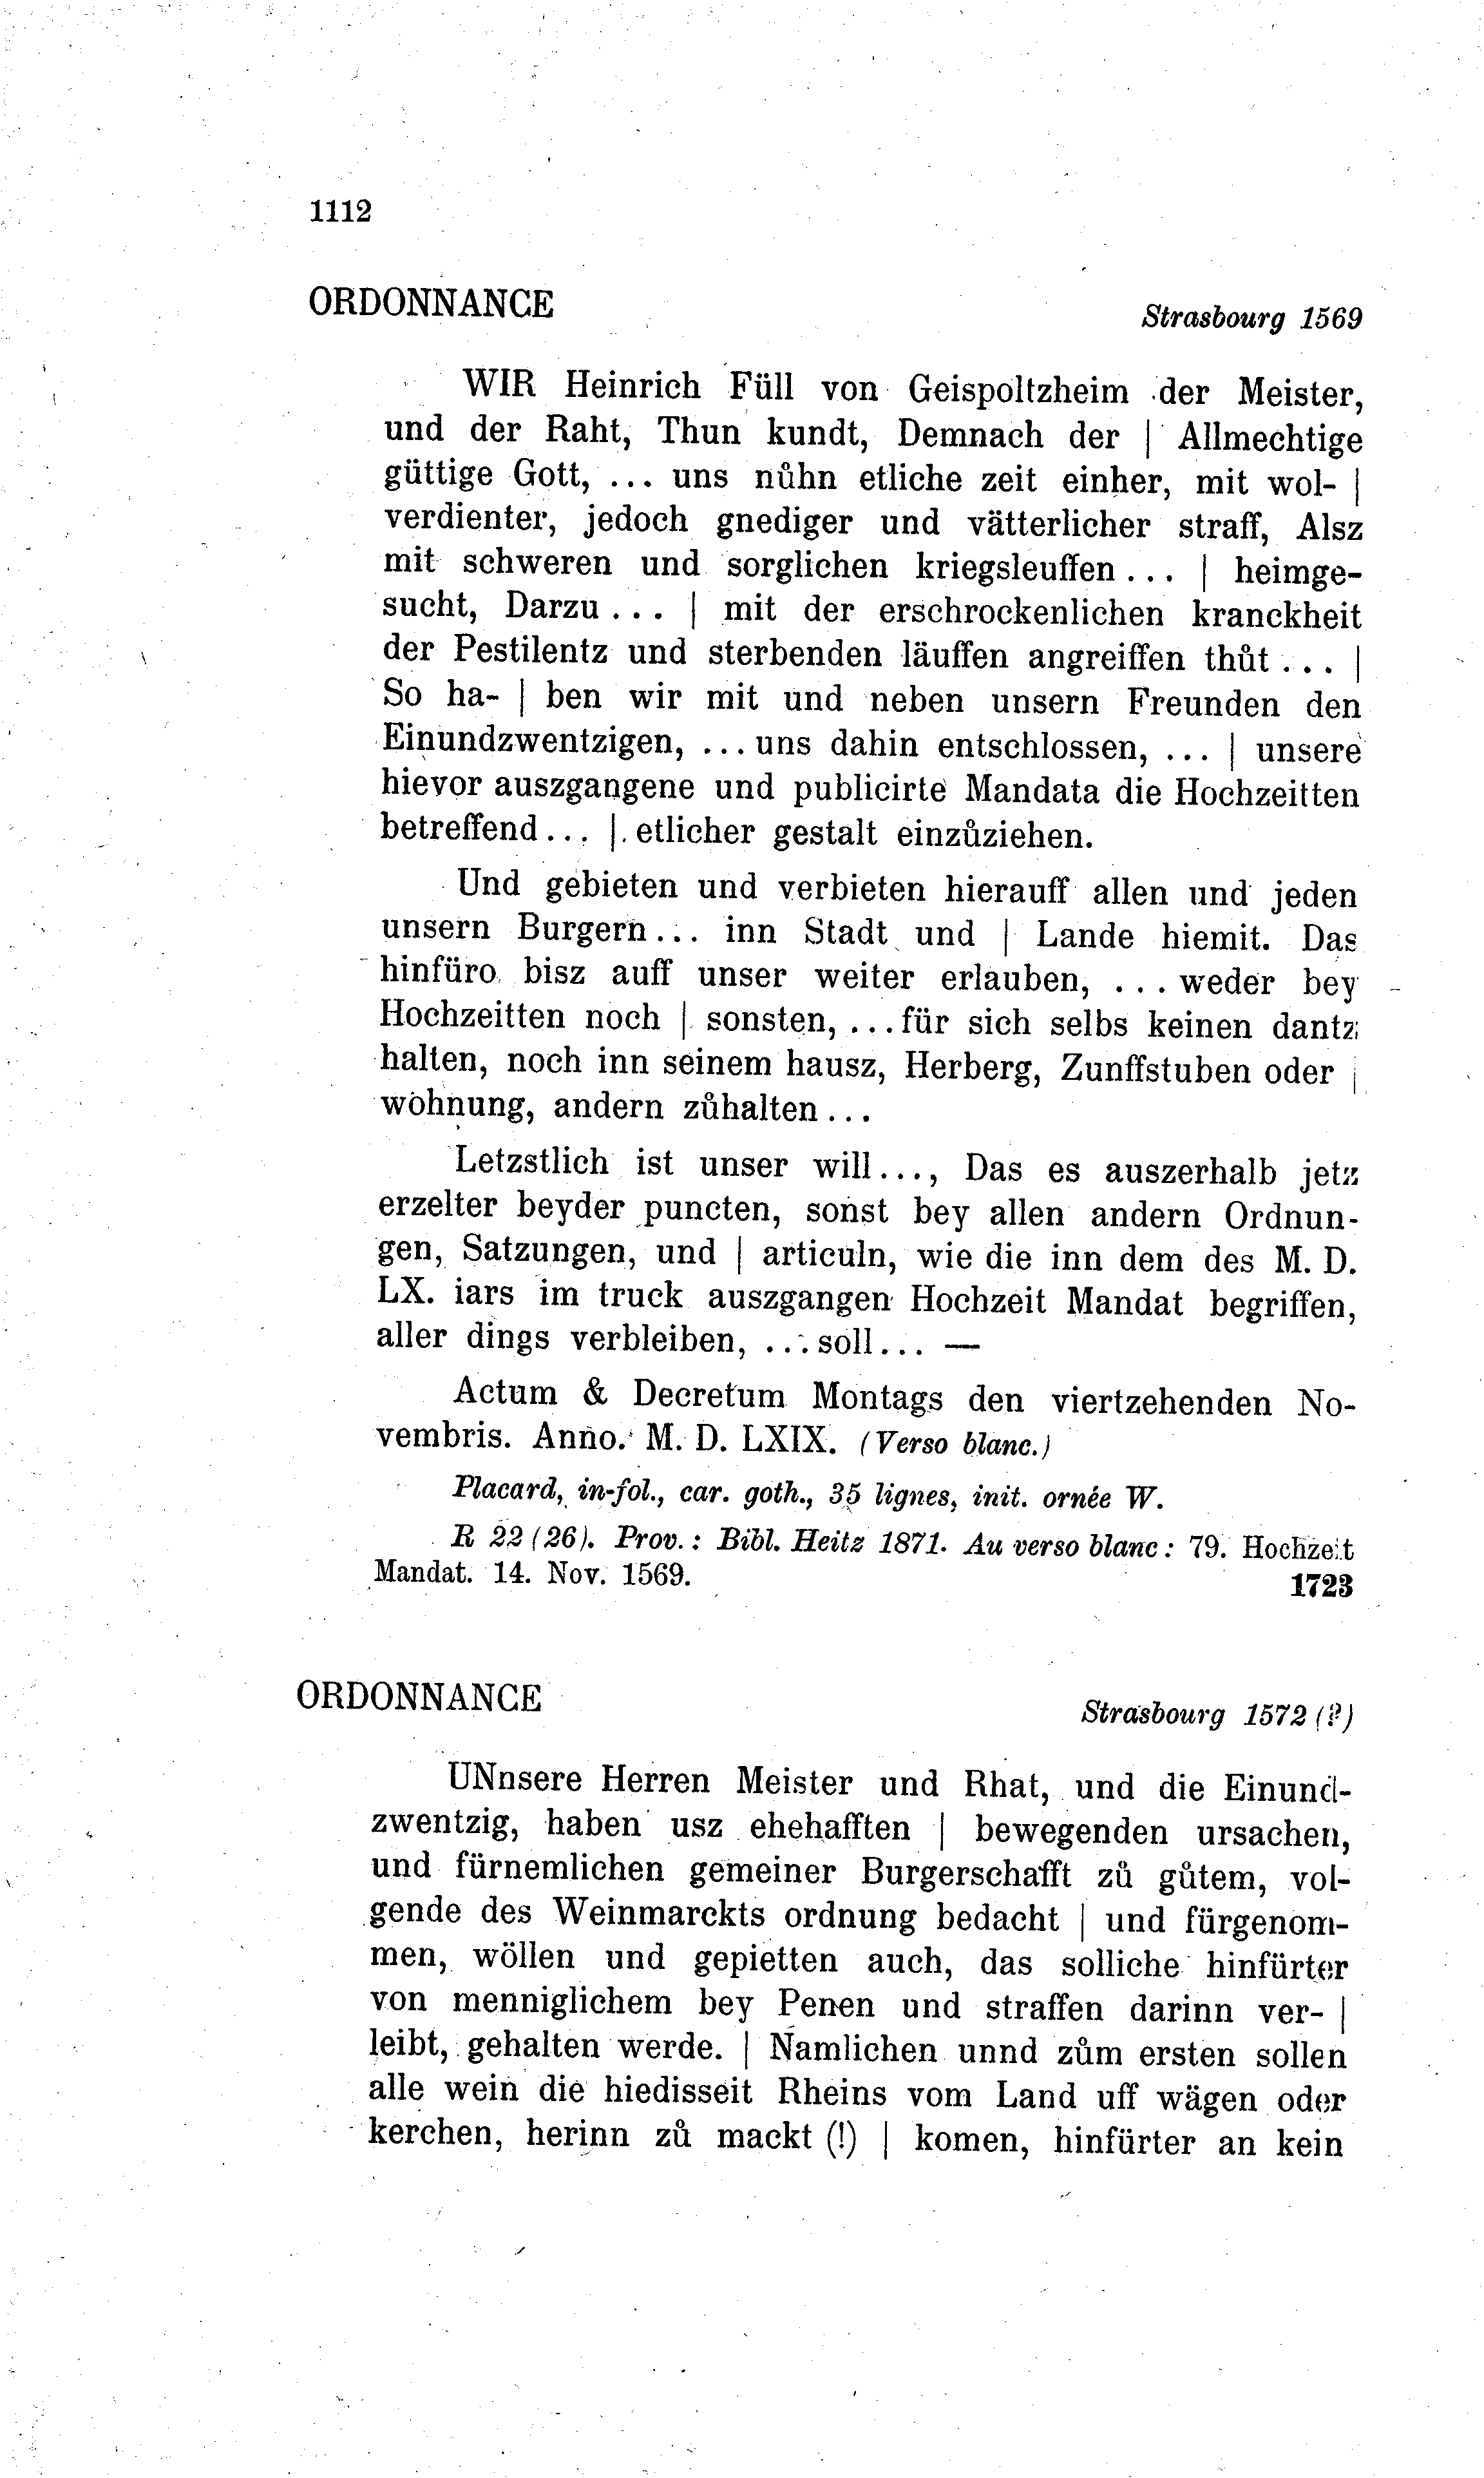 1112
ORDONNANCE
Strasbourg 1569
WIR Heinrich Füll von Geispoltzheim der Meister,
und der Raht, Thun kundt, Demnach der | Allmechtige
güttige Gott, ... uns nůhn etliche zeit einher, mit wol- |
verdienter, jedoch gnediger und vätterlicher straff, Alsz
mit schweren und sorglichen kriegsleuffen ... | heimge-
sucht, Darzu ... | mit der erschrockenlichen kranckheit
der Pestilentz und sterbenden läuffen angreiffen thůt ... |
So ha- | ben wir mit und neben unsern Freunden den
Einundzwentzigen, ... uns dahin entschlossen, ... | unsere
hievor auszgangene und publicirte Mandata die Hochzeitten
betreffend ... | etlicher gestalt einzůziehen.
Und gebieten und verbieten hierauff allen und jeden
unsern Burgern ... inn Stadt und | Lande hiemit. Das
hinfüro bisz auff unser weiter erlauben, ... weder bey
Hochzeitten noch | sonsten, ... für sich selbs keinen dantz
halten, noch inn seinem hausz, Herberg, Zunffstuben oder |
wohnung, andern zůhalten ...
Letzstlich ist unser will ..., Das es auszerhalb jetz
erzelter beyder puncten, sonst bey allen andern Ordnun-
gen, Satzungen, und | articuln, wie die inn dem des M. D.
LX. iars im truck auszgangen Hochzeit Mandat begriffen,
aller dings verbleiben, ... soll ... —
Actum & Decretum Montags den viertzehenden No-
vembris. Anno. M. D. LXIX. (Verso blanc.)
Placard, in-fol., car. goth., 35 lignes, init. ornée W.
R 22 (26). Prov. : Bibl. Heitz 1871. Au verso blanc : 79. Hochzeit
Mandat. 14. Nov. 1569.
1723
ORDONNANCE
Strasbourg 1572 (?)
UNnsere Herren Meister und Rhat, und die Einund-
zwentzig, haben usz ehehafften | bewegenden ursachen,
und fürnemlichen gemeiner Burgerschafft zů gůtem, vol-
gende des Weinmarckts ordnung bedacht | und fürgenom-
men, wöllen und gepietten auch, das solliche hinfürter
von menniglichem bey Penen und straffen darinn ver- |
leibt, gehalten werde. | Namlichen unnd zům ersten sollen
alle wein die hiedisseit Rheins vom Land uff wägen oder
kerchen, herinn zů mackt (!) | komen, hinfürter an kein